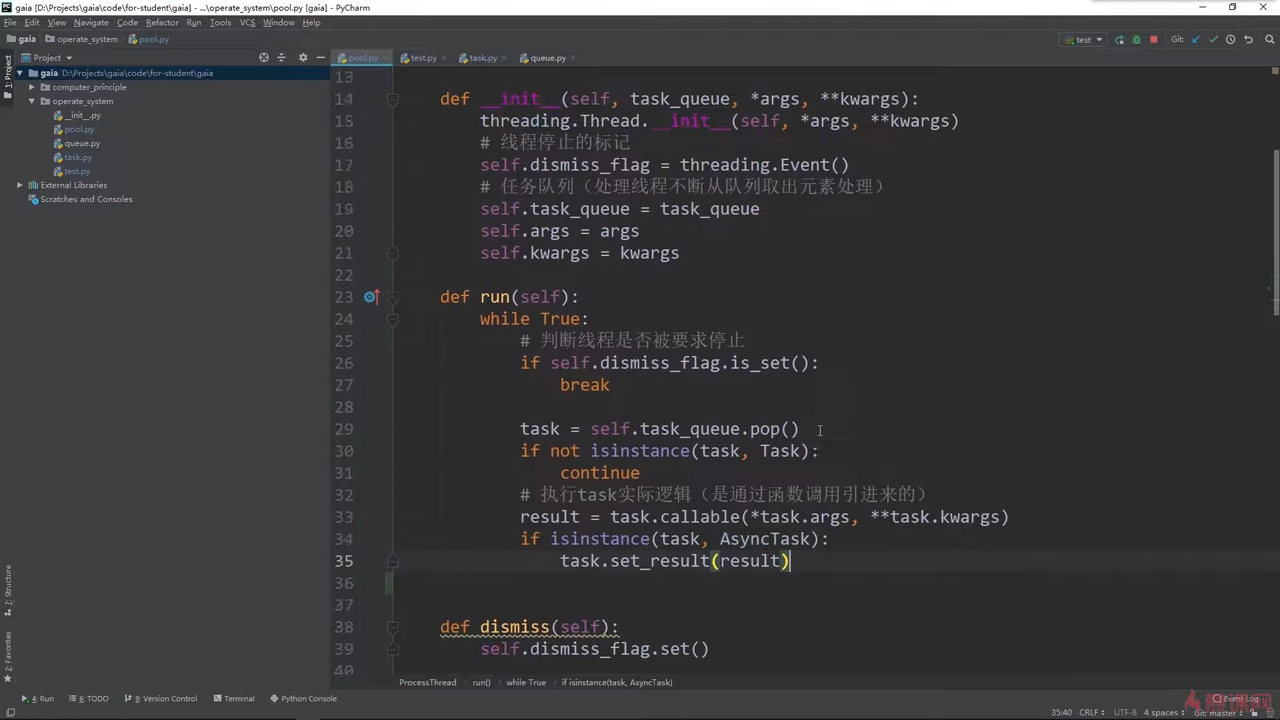 gaia [D:\Projects\gaia\code\for-student\gaia] - ...\operate_system\pool.py [gaia] - PyCharm
File Edit View Navigate Code Refactor Run Tools VCS Window Help
gaia operate_system pool.py
test
Git:
Project
pool.py test.py task.py queue.py
1: Project
gaia D:\Projects\gaia\code\for-student\gaia
computer_principle
operate_system
__init__.py
pool.py
queue.py
task.py
test.py
External Libraries
Scratches and Consoles
13
14 def __init__(self, task_queue, *args, **kwargs):
15 threading.Thread.__init__(self, *args, **kwargs)
16 # 线程停止的标记
17 self.dismiss_flag = threading.Event()
18 # 任务队列（处理线程不断从队列取出元素处理）
19 self.task_queue = task_queue
20 self.args = args
21 self.kwargs = kwargs
22
23 def run(self):
24 while True:
25 # 判断线程是否被要求停止
26 if self.dismiss_flag.is_set():
27 break
28
29 task = self.task_queue.pop()
30 if not isinstance(task, Task):
31 continue
32 # 执行task实际逻辑（是通过函数调用引进来的）
33 result = task.callable(*task.args, **task.kwargs)
34 if isinstance(task, AsyncTask):
35 task.set_result(result)
36
37
38 def dismiss(self):
39 self.dismiss_flag.set()
40
7: Structure
2: Favorites
ProcessThread run() while True if isinstance(task, AsyncTask)
4: Run 6: TODO 9: Version Control Terminal Python Console Event Log
35:40 CRLF UTF-8 4 spaces Git: master